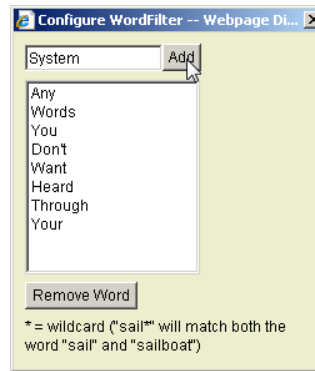 Configure WordFilter -- Webpage Di...
System Add
Any
Words
You
Don't
Want
Heard
Through
Your
Remove Word
* = wildcard ("sail*" will match both the
word "sail" and "sailboat")